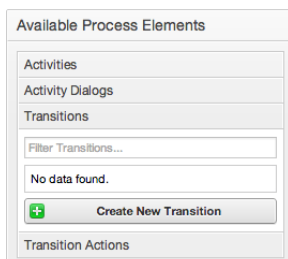 Available Process Elements
Activities
Activity Dialogs
Transitions
Filter Transitions...
No data found.
Create New Transition
Transition Actions